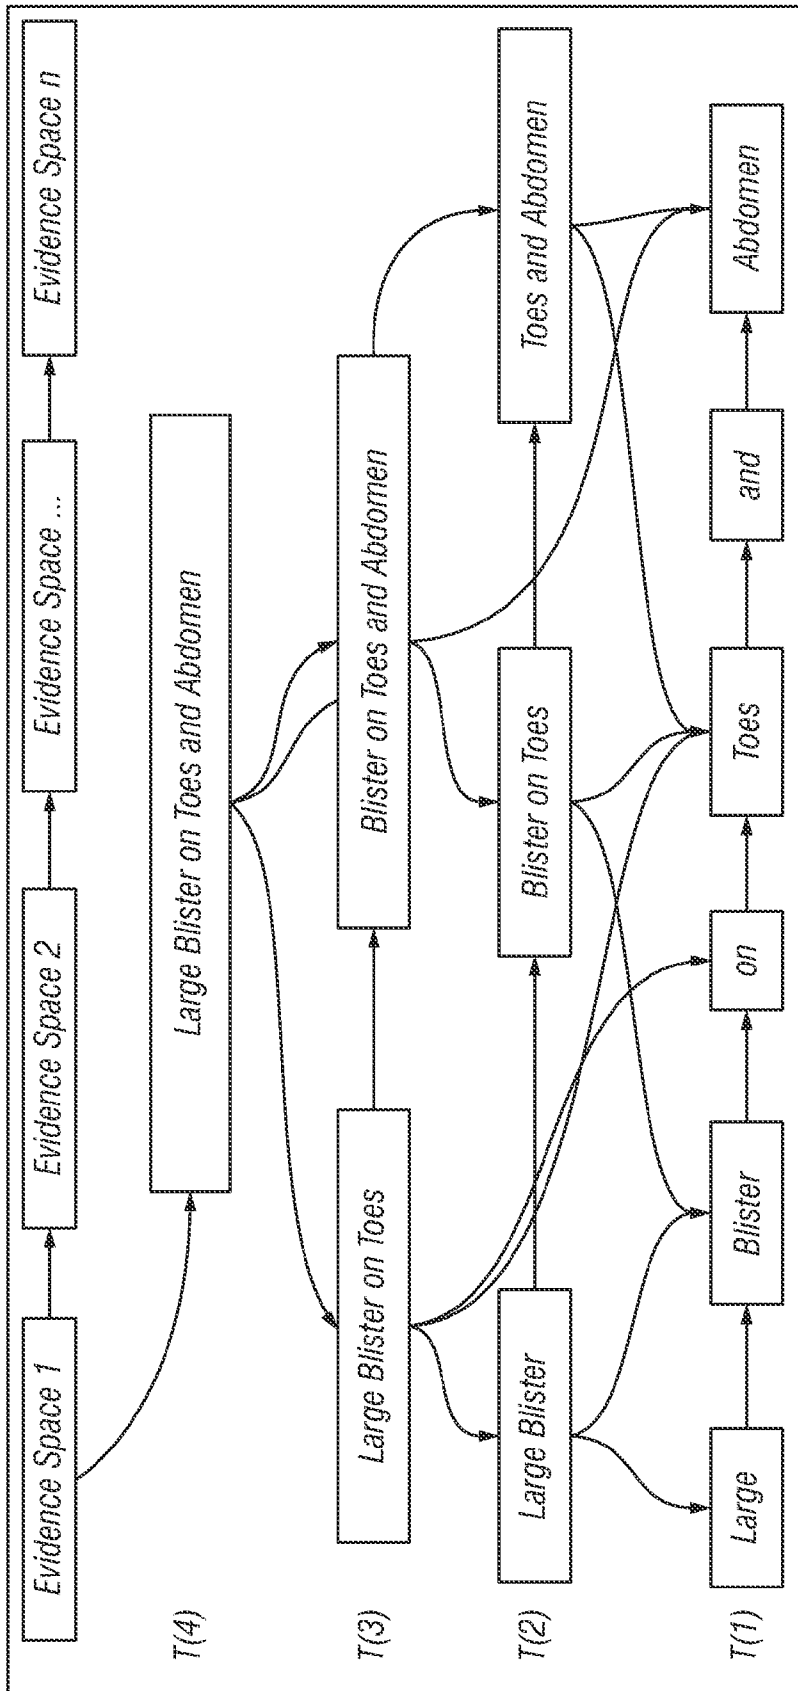 Evidence Space 1
Evidence Space 2
Evidence Space ...
Evidence Space n
T(4)
Large Blister on Toes and Abdomen
T(3)
Large Blister on Toes
Blister on Toes and Abdomen
T(2)
Large Blister
Blister on Toes
Toes and Abdomen
T(1)
Large
Blister
on
Toes
and
Abdomen